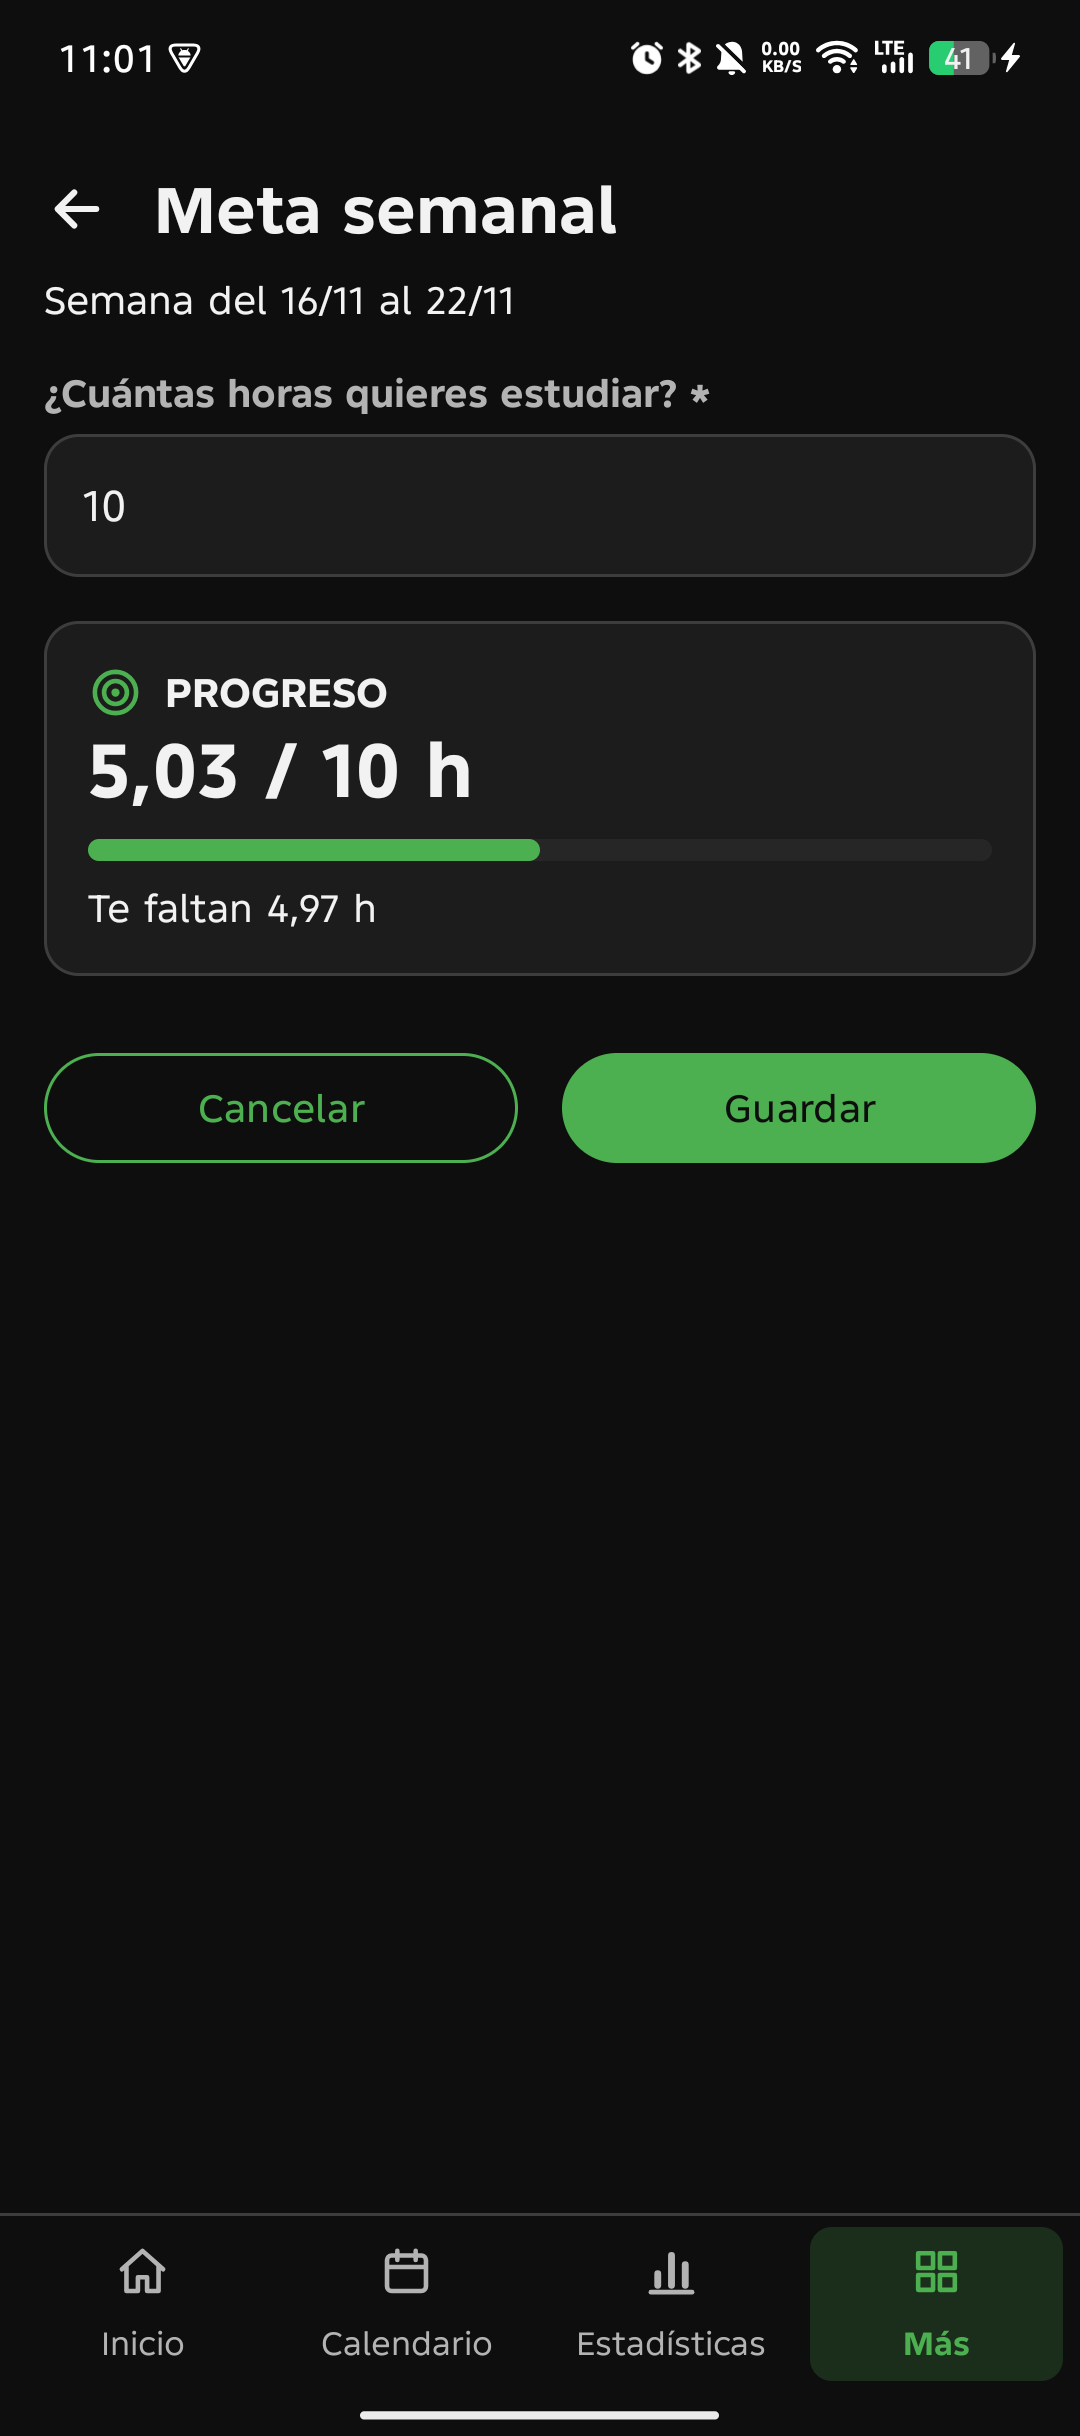 11:01
0.00
KB/S
LTE
41
Meta semanal
Semana del 16/11 al 22/11
¿Cuántas horas quieres estudiar? *
10
PROGRESO
5,03 / 10 h
Te faltan 4,97 h
Cancelar
Guardar
Inicio
Calendario
Estadísticas
Más